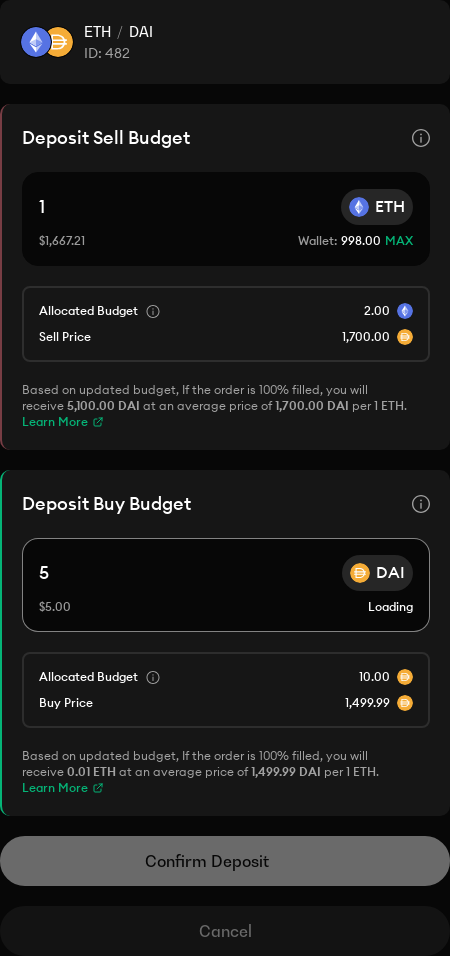 ETH / DAI
ID: 482
Deposit Sell Budget
1 ETH
$1,667.21 Wallet: 998.00 MAX
Allocated Budget 2.00
Sell Price 1,700.00
Based on updated budget, If the order is 100% filled, you will
receive 5,100.00 DAI at an average price of 1,700.00 DAI per 1 ETH.
Learn More
Deposit Buy Budget
5 DAI
$5.00 Loading
Allocated Budget 10.00
Buy Price 1,499.99
Based on updated budget, If the order is 100% filled, you will
receive 0.01 ETH at an average price of 1,499.99 DAI per 1 ETH.
Learn More
Confirm Deposit
Cancel